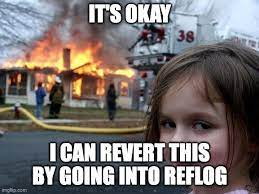 IT'S OKAY
38
I CAN REVERT THIS
BY GOING INTO REFLOG
imgflip.com